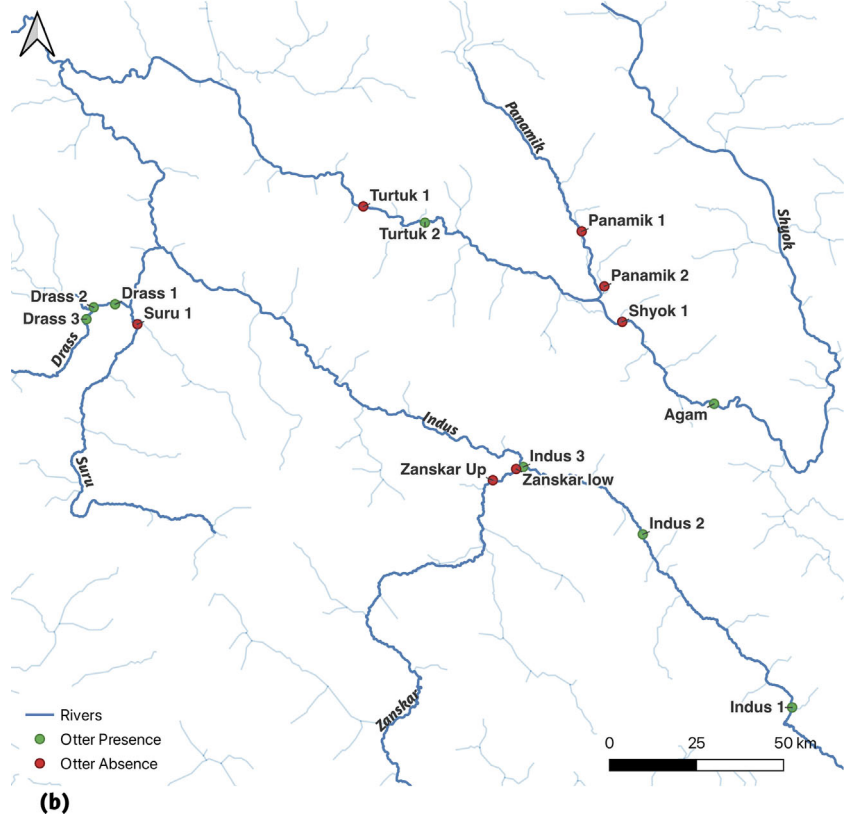 Panamik
Shyok
Turtuk 1
Turtuk 2
Panamik 1
Panamik 2
Drass 2
Drass 1
Drass 3
Suru 1
Shyok 1
Drass
Agam
Indus
Indus 3
Zanskar Up
Zanskar low
Suru
Indus 2
Zanskar
Indus 1
Rivers
Otter Presence
Otter Absence
0 25 50 km
(b)